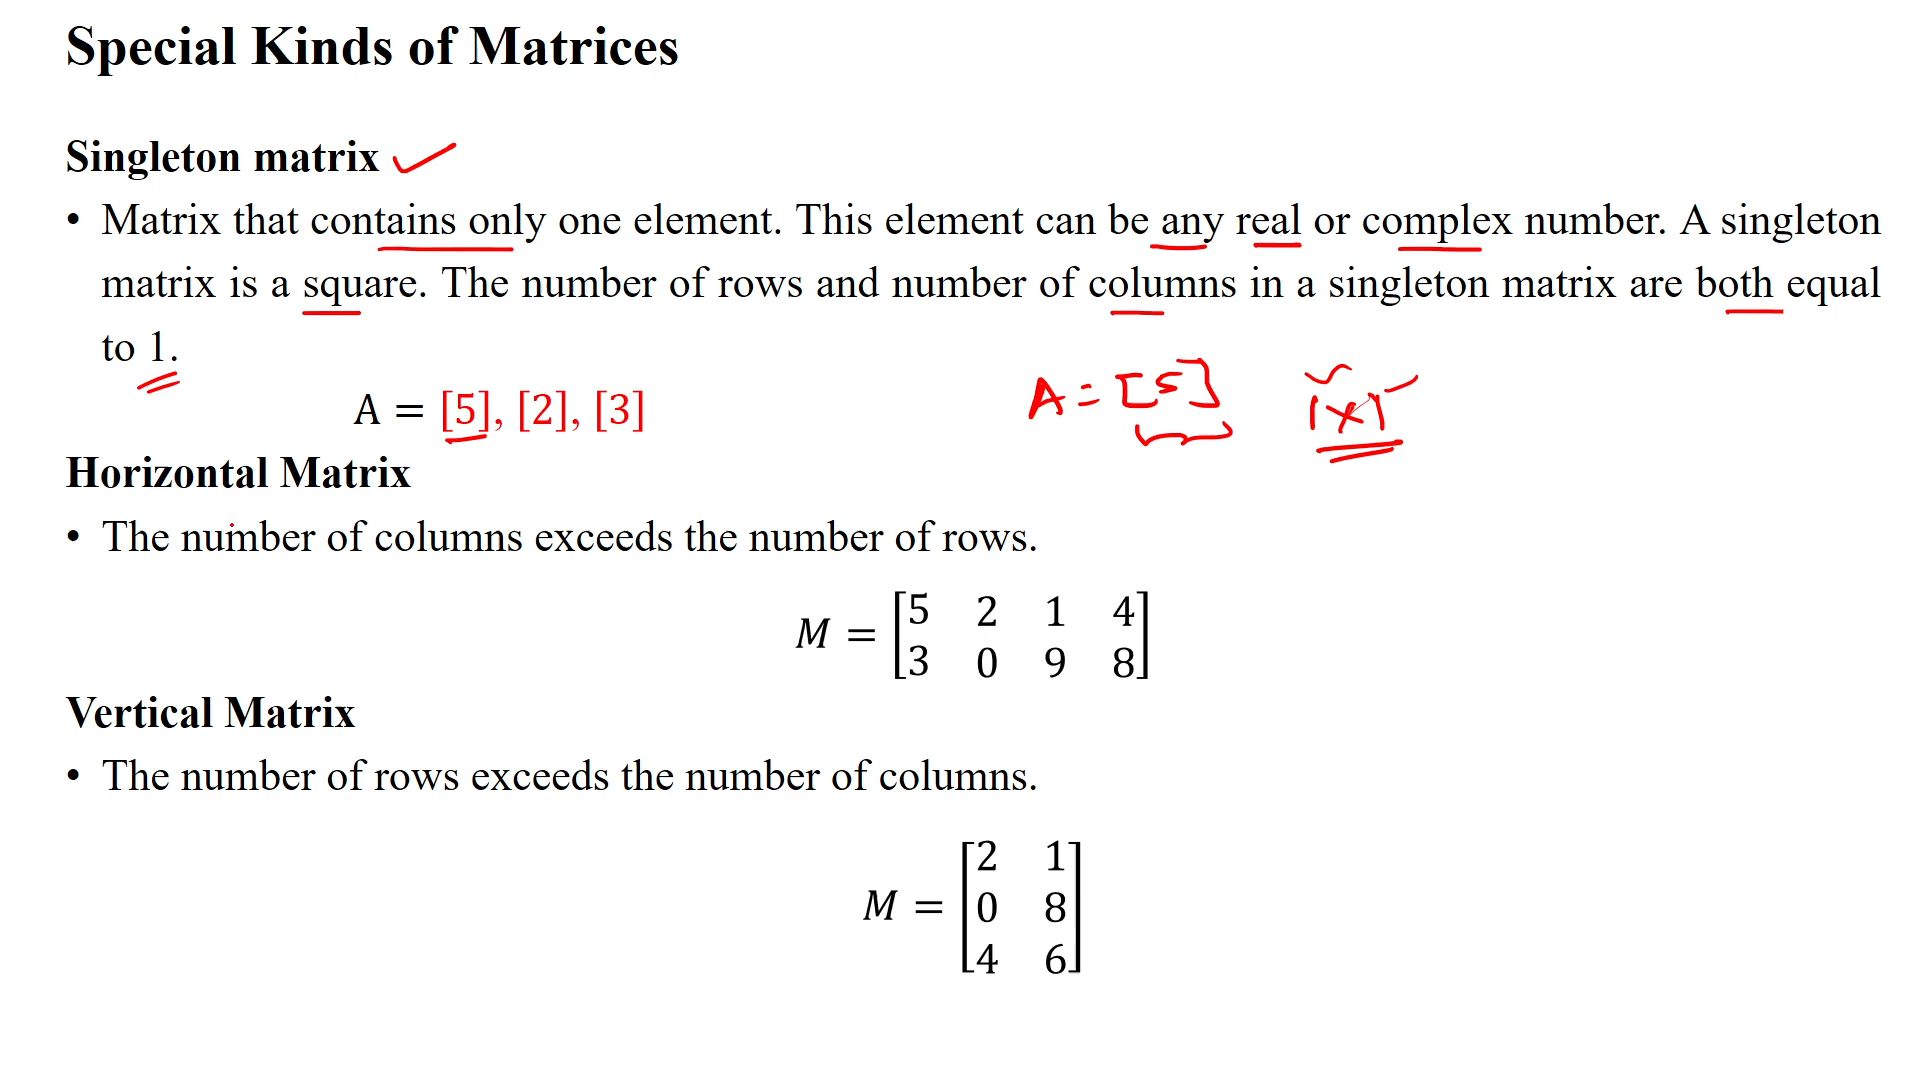 Special Kinds of Matrices
Singleton matrix
• Matrix that contains only one element. This element can be any real or complex number. A singleton
matrix is a square. The number of rows and number of columns in a singleton matrix are both equal
to 1.
A = [5], [2], [3]
A = [5] 1×1
Horizontal Matrix
• The number of columns exceeds the number of rows.
M = [5 2 1 4
3 0 9 8]
Vertical Matrix
• The number of rows exceeds the number of columns.
M = [2 1
0 8
4 6]